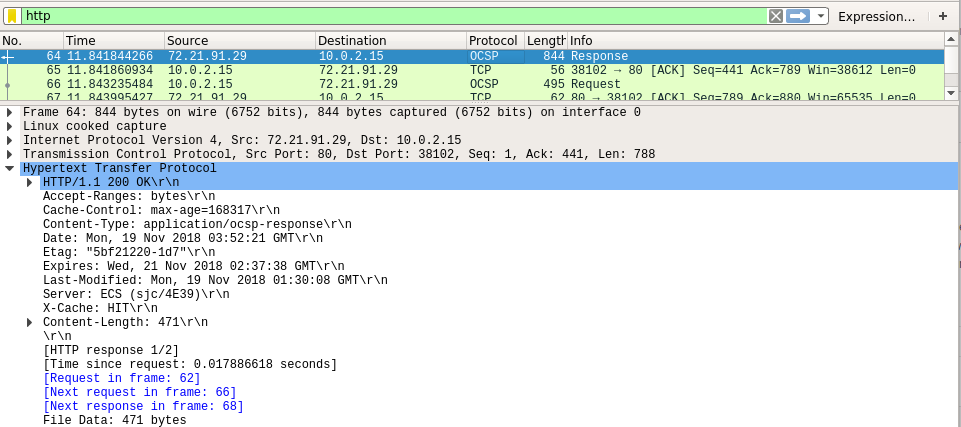 http Expression... +
No. Time Source Destination Protocol Length Info
64 11.841844266 72.21.91.29 10.0.2.15 OCSP 844 Response
65 11.841860934 10.0.2.15 72.21.91.29 TCP 56 38102 → 80 [ACK] Seq=441 Ack=789 Win=38612 Len=0
66 11.843235484 10.0.2.15 72.21.91.29 OCSP 495 Request
67 11.843995427 72.21.91.29 10.0.2.15 TCP 62 80 → 38102 [ACK] Seq=789 Ack=880 Win=65535 Len=0
Frame 64: 844 bytes on wire (6752 bits), 844 bytes captured (6752 bits) on interface 0
Linux cooked capture
Internet Protocol Version 4, Src: 72.21.91.29, Dst: 10.0.2.15
Transmission Control Protocol, Src Port: 80, Dst Port: 38102, Seq: 1, Ack: 441, Len: 788
Hypertext Transfer Protocol
HTTP/1.1 200 OK\r\n
Accept-Ranges: bytes\r\n
Cache-Control: max-age=168317\r\n
Content-Type: application/ocsp-response\r\n
Date: Mon, 19 Nov 2018 03:52:21 GMT\r\n
Etag: "5bf21220-1d7"\r\n
Expires: Wed, 21 Nov 2018 02:37:38 GMT\r\n
Last-Modified: Mon, 19 Nov 2018 01:30:08 GMT\r\n
Server: ECS (sjc/4E39)\r\n
X-Cache: HIT\r\n
Content-Length: 471\r\n
\r\n
[HTTP response 1/2]
[Time since request: 0.017886618 seconds]
[Request in frame: 62]
[Next request in frame: 66]
[Next response in frame: 68]
File Data: 471 bytes